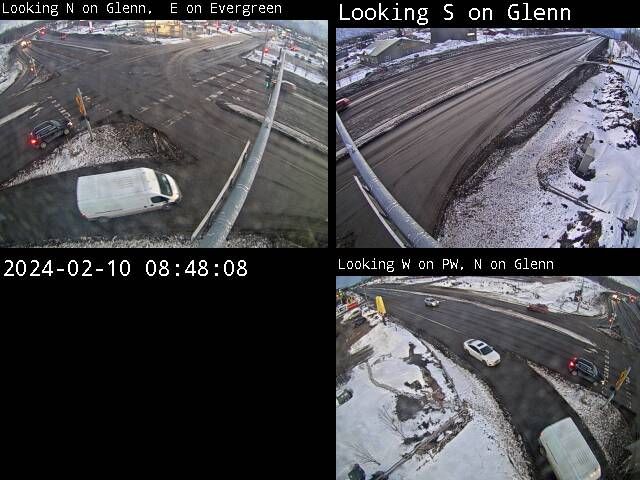 Looking N on Glenn,  E on Evergreen
Looking S on Glenn
2024-02-10 08:48:08
Looking W on PW, N on Glenn